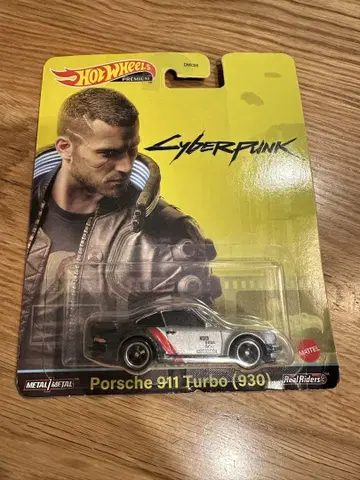 Hot Wheels
PREMIUM
Cyberpunk
Porsche 911 Turbo (930)
METAL/METAL
MATTEL
Real Riders